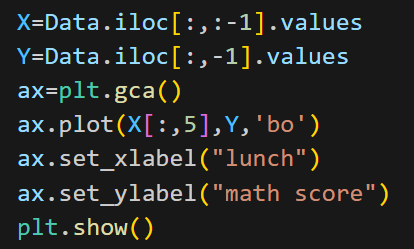 X=Data.iloc[:,:-1].values
Y=Data.iloc[:,-1].values
ax=plt.gca()
ax.plot(X[:,5],Y,'bo')
ax.set_xlabel("lunch")
ax.set_ylabel("math score")
plt.show()